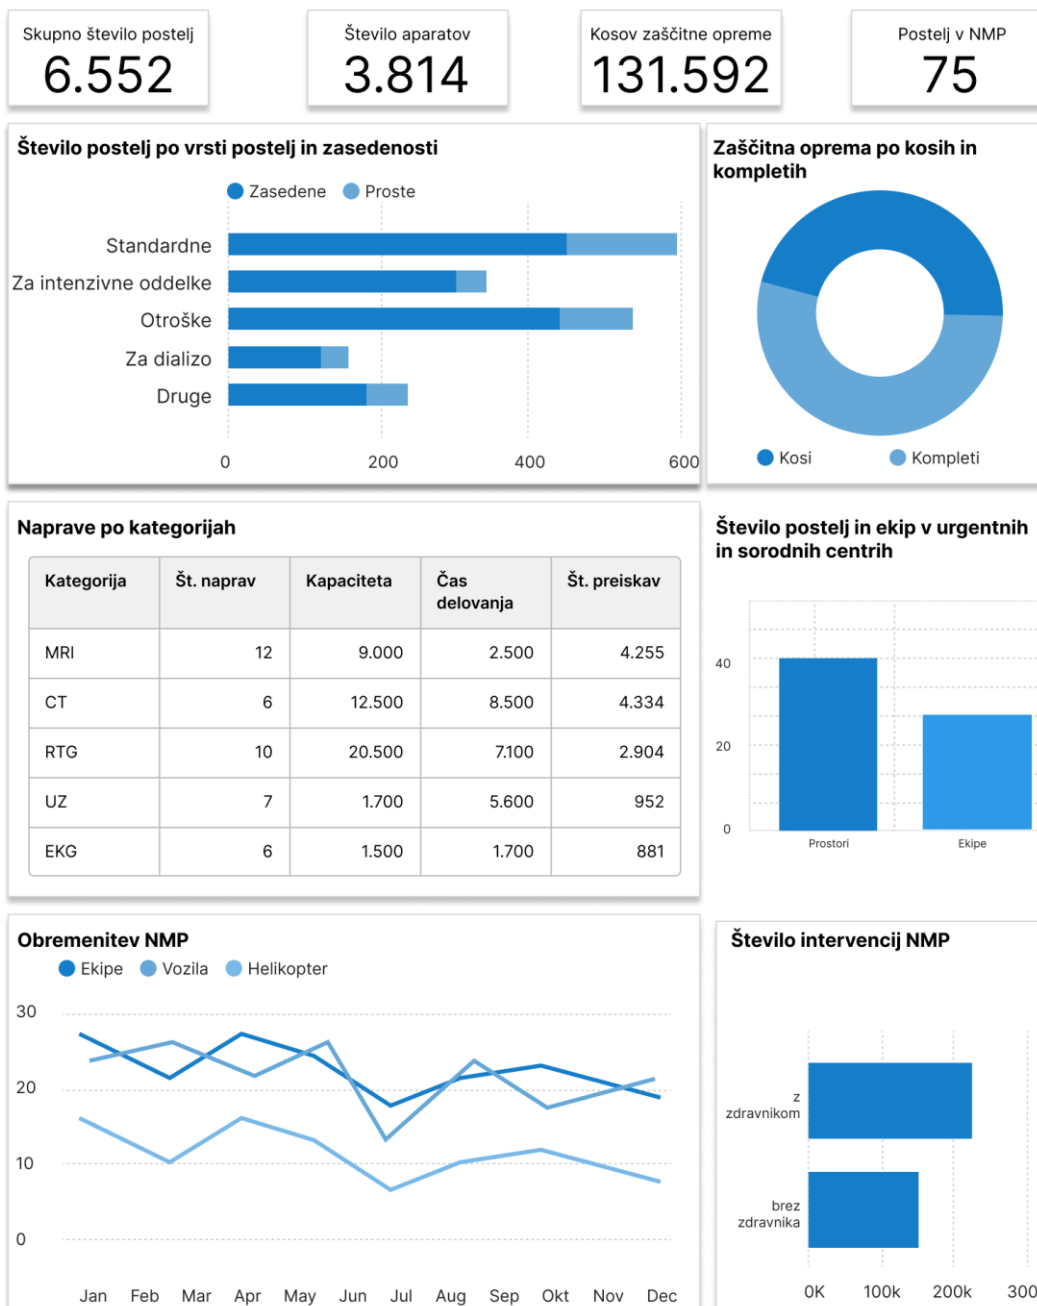 Skupno število postelj
6.552
Število aparatov
3.814
Kosov zaščitne opreme
131.592
Postelj v NMP
75
Število postelj po vrsti postelj in zasedenosti
Zasedene Proste
Standardne
Za intenzivne oddelke
Otroške
Za dializo
Druge
0 200 400 600
Zaščitna oprema po kosih in
kompletih
Kosi Kompleti
Naprave po kategorijah
Kategorija Št. naprav Kapaciteta Čas
delovanja Št. preiskav
MRI 12 9.000 2.500 4.255
CT 6 12.500 8.500 4.334
RTG 10 20.500 7.100 2.904
UZ 7 1.700 5.600 952
EKG 6 1.500 1.700 881
Število postelj in ekip v urgentnih
in sorodnih centrih
40
20
0
Prostori Ekipe
Obremenitev NMP
Ekipe Vozila Helikopter
30
20
10
0
Jan Feb Mar Apr May Jun Jul Aug Sep Okt Nov Dec
Število intervencij NMP
z
zdravnikom
brez
zdravnika
0K 100k 200k 300